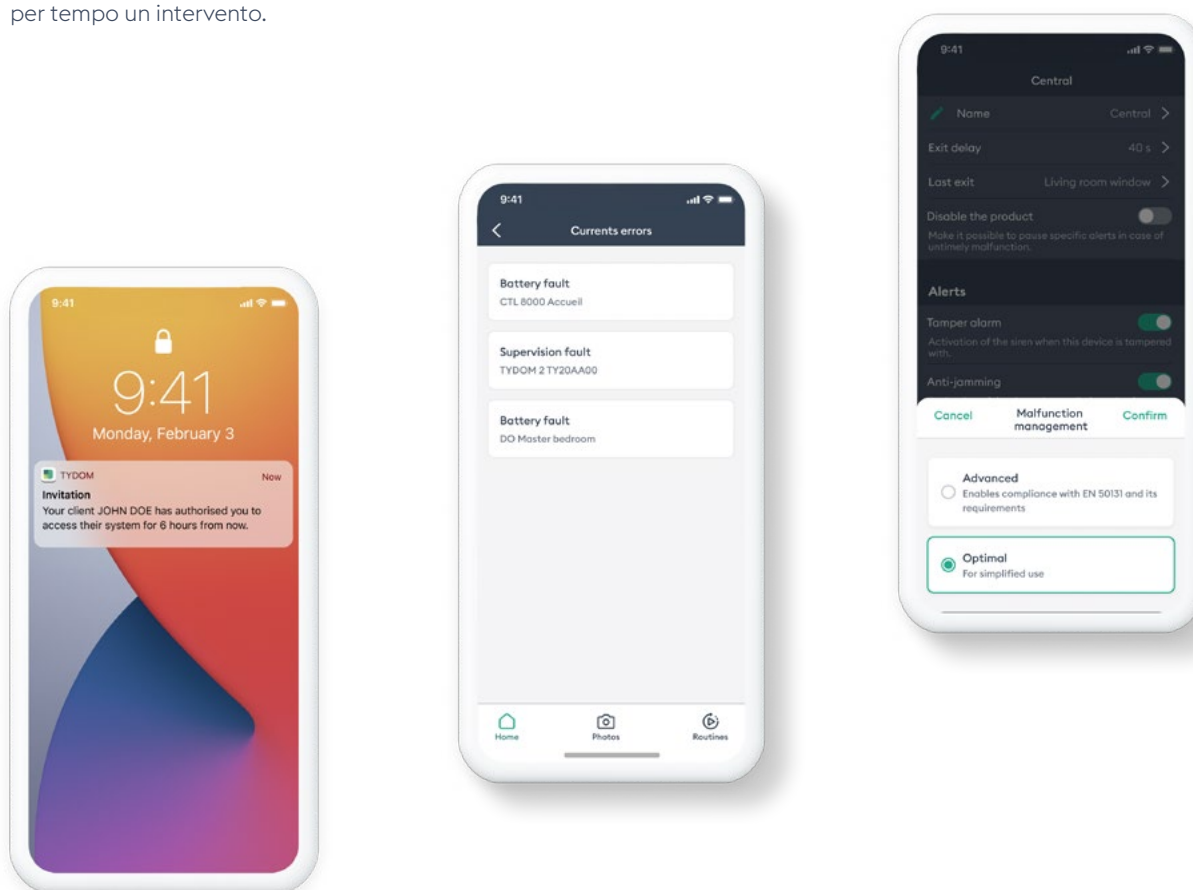 per tempo un intervento.
9:41
Monday, February 3
TYDOM
Now
Invitation
Your client JOHN DOE has authorised you to
access their system for 6 hours from now.
9:41
9:41
Currents errors
Battery fault
CTL 8000 Accueil
Supervision fault
TYDOM 2 TY20AA00
Battery fault
DO Master bedroom
Home
Photos
Routines
9:41
Central
Name
Central
Exit delay
40 s
Last exit
Living room window
Disable the product
Make it possible to pause specific alerts in case of
untimely malfunction.
Alerts
Tamper alarm
Activation of the siren when this device is tampered
with.
Anti-jamming
Cancel
Malfunction
management
Confirm
Advanced
Enables compliance with EN 50131 and its
requirements
Optimal
For simplified use